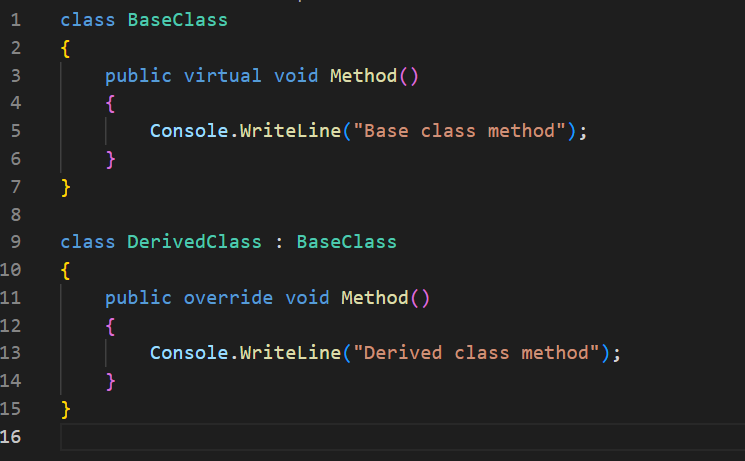 1 class BaseClass
2 {
3     public virtual void Method()
4     {
5         Console.WriteLine("Base class method");
6     }
7 }
8
9 class DerivedClass : BaseClass
10 {
11     public override void Method()
12     {
13         Console.WriteLine("Derived class method");
14     }
15 }
16